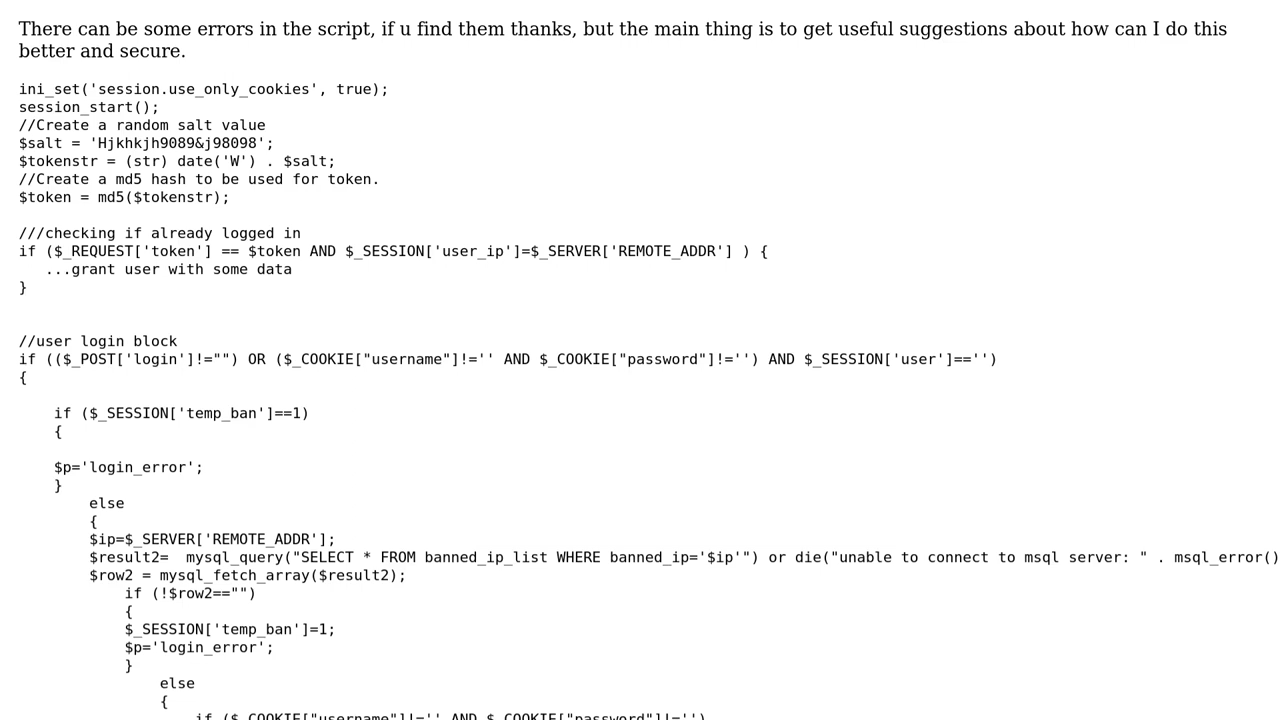 There can be some errors in the script, if u find them thanks, but the main thing is to get useful suggestions about how can I do this
better and secure.
ini_set('session.use_only_cookies', true);
session_start();
//Create a random salt value
$salt = 'Hjkhkjh9089&j98098';
$tokenstr = (str) date('W') . $salt;
//Create a md5 hash to be used for token.
$token = md5($tokenstr);
///checking if already logged in
if ($_REQUEST['token'] == $token AND $_SESSION['user_ip']=$_SERVER['REMOTE_ADDR'] ) {
...grant user with some data
}
//user login block
if (($_POST['login']!="") OR ($_COOKIE["username"]!='' AND $_COOKIE["password"]!='') AND $_SESSION['user']=='')
{
if ($_SESSION['temp_ban']==1)
{
$p='login_error';
}
else
{
$ip=$_SERVER['REMOTE_ADDR'];
$result2=  mysql_query("SELECT * FROM banned_ip_list WHERE banned_ip='$ip'") or die("unable to connect to msql server: " . msql_error()
$row2 = mysql_fetch_array($result2);
if (!$row2=="")
{
$_SESSION['temp_ban']=1;
$p='login_error';
}
else
{
if ($_COOKIE["username"]!='' AND $_COOKIE["password"]!='')